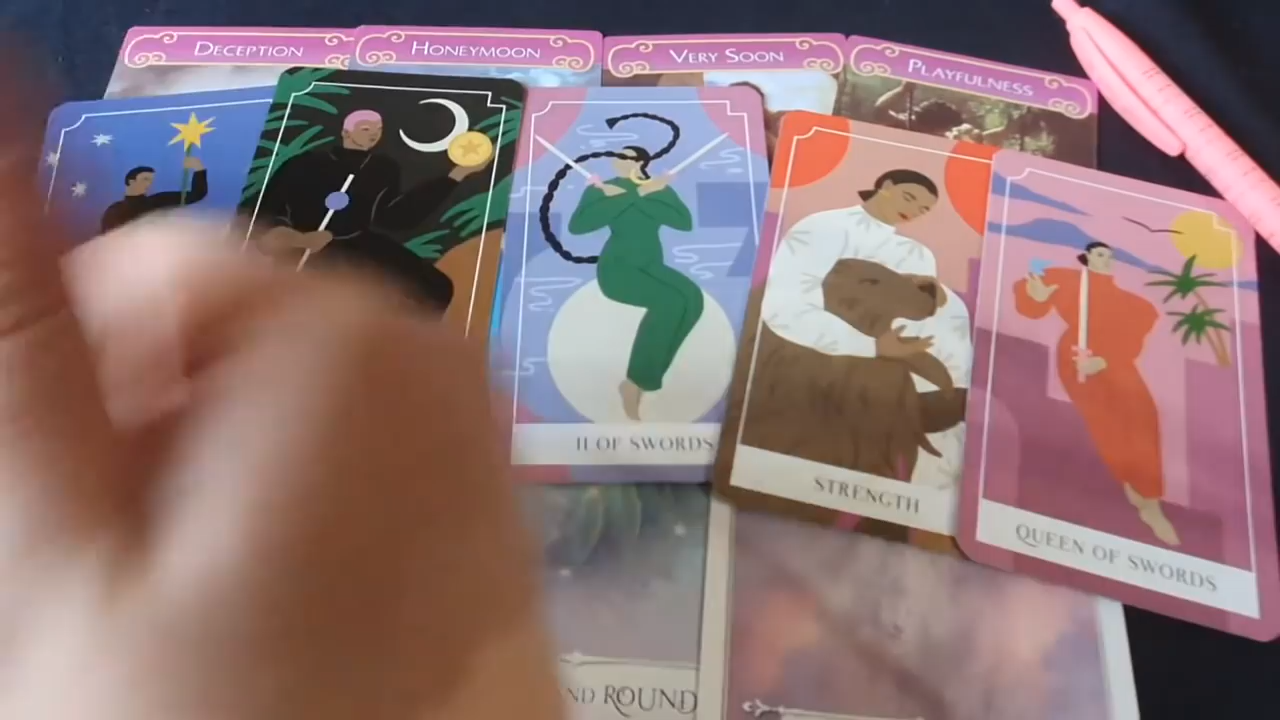 DECEPTION
HONEYMOON
VERY SOON
PLAYFULNESS
II OF SWORDS
STRENGTH
QUEEN OF SWORDS
ROUND